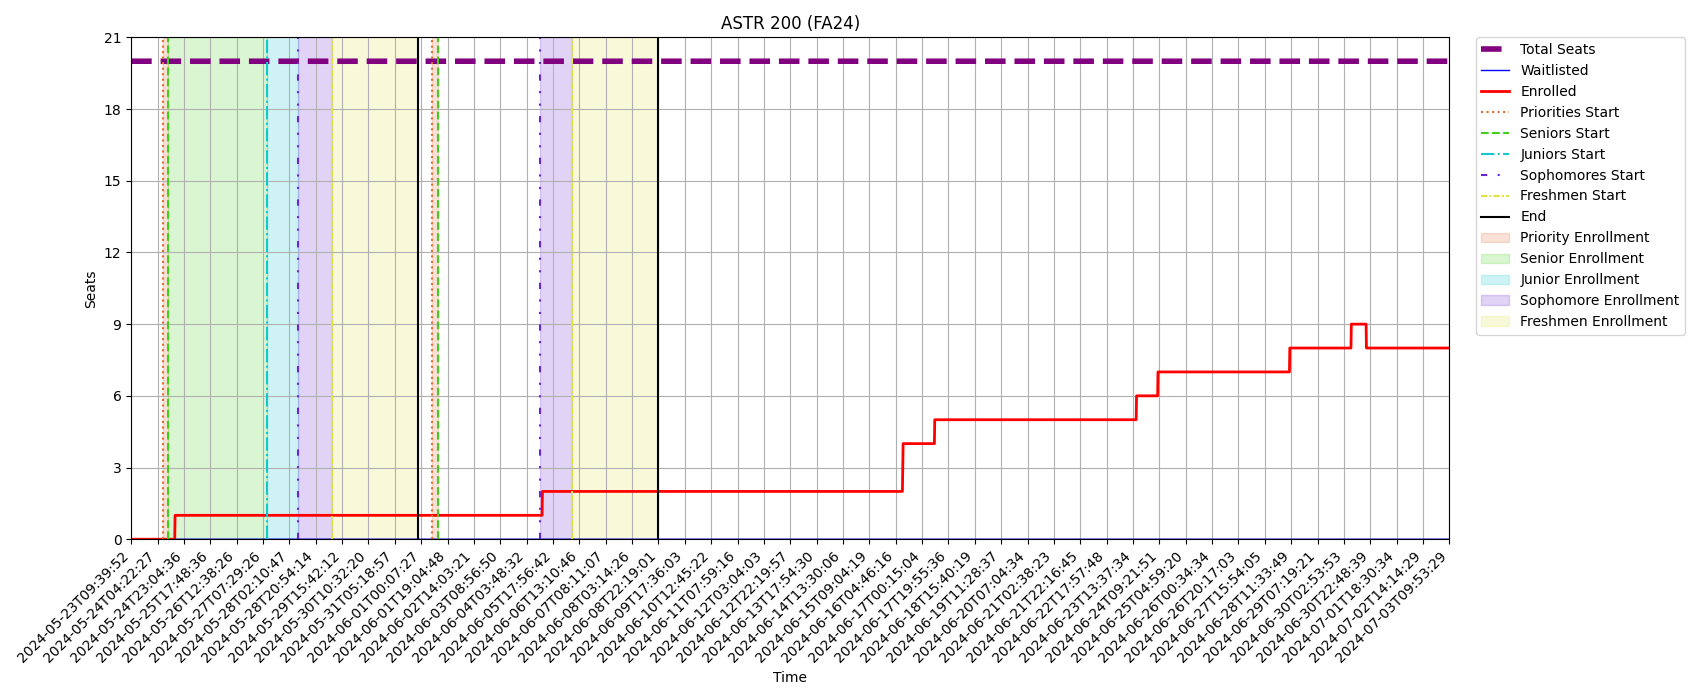 ASTR 200 (FA24)
21
18
15
12
9
6
3
0
Seats
2024-05-23T09:39:52
2024-05-24T04:22:27
2024-05-24T23:04:36
2024-05-25T17:48:36
2024-05-26T12:38:26
2024-05-27T07:29:26
2024-05-28T02:10:47
2024-05-28T20:54:14
2024-05-29T15:42:12
2024-05-30T10:32:20
2024-05-31T05:18:57
2024-06-01T00:07:27
2024-06-01T19:04:48
2024-06-02T14:03:21
2024-06-03T08:56:50
2024-06-04T03:48:32
2024-06-05T17:56:42
2024-06-06T13:10:46
2024-06-07T08:11:07
2024-06-08T03:14:26
2024-06-08T22:19:01
2024-06-09T17:36:03
2024-06-10T12:45:22
2024-06-11T07:59:16
2024-06-12T03:04:03
2024-06-12T22:19:57
2024-06-13T17:54:30
2024-06-14T13:30:06
2024-06-15T09:04:19
2024-06-16T04:46:16
2024-06-17T00:15:04
2024-06-17T19:55:36
2024-06-18T15:40:19
2024-06-19T11:28:37
2024-06-20T07:04:34
2024-06-21T02:38:23
2024-06-21T22:16:45
2024-06-22T17:57:48
2024-06-23T13:37:34
2024-06-24T09:21:51
2024-06-25T04:59:20
2024-06-26T00:34:34
2024-06-26T20:17:03
2024-06-27T15:54:05
2024-06-28T11:33:49
2024-06-29T07:19:21
2024-06-30T02:53:53
2024-06-30T22:48:39
2024-07-01T18:30:34
2024-07-02T14:14:29
2024-07-03T09:53:29
Time
Total Seats
Waitlisted
Enrolled
Priorities Start
Seniors Start
Juniors Start
Sophomores Start
Freshmen Start
End
Priority Enrollment
Senior Enrollment
Junior Enrollment
Sophomore Enrollment
Freshmen Enrollment